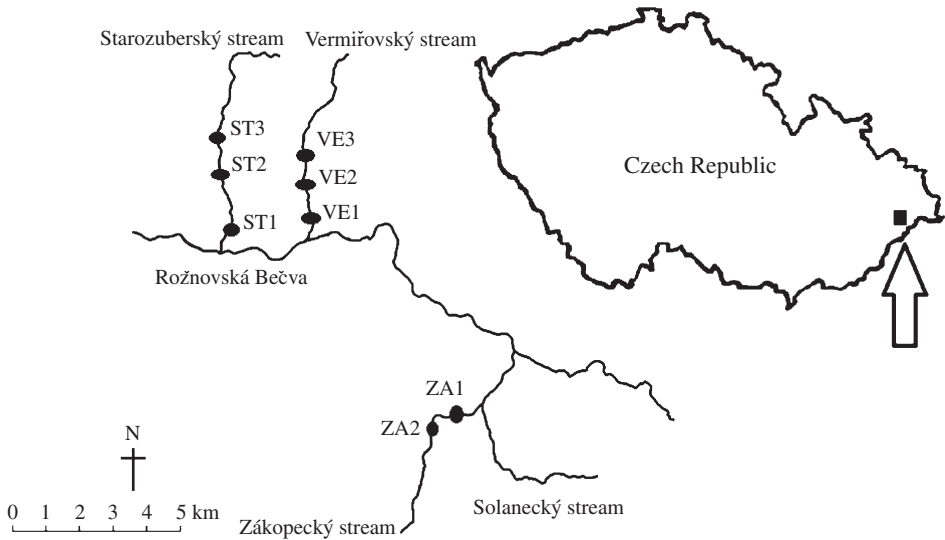 Starozuberský stream
Vermiřovský stream
ST3
VE3
ST2
VE2
Czech Republic
ST1
VE1
Rožnovská Bečva
ZA1
ZA2
N
Solanecký stream
0 1 2 3 4 5 km
Zákopecký stream